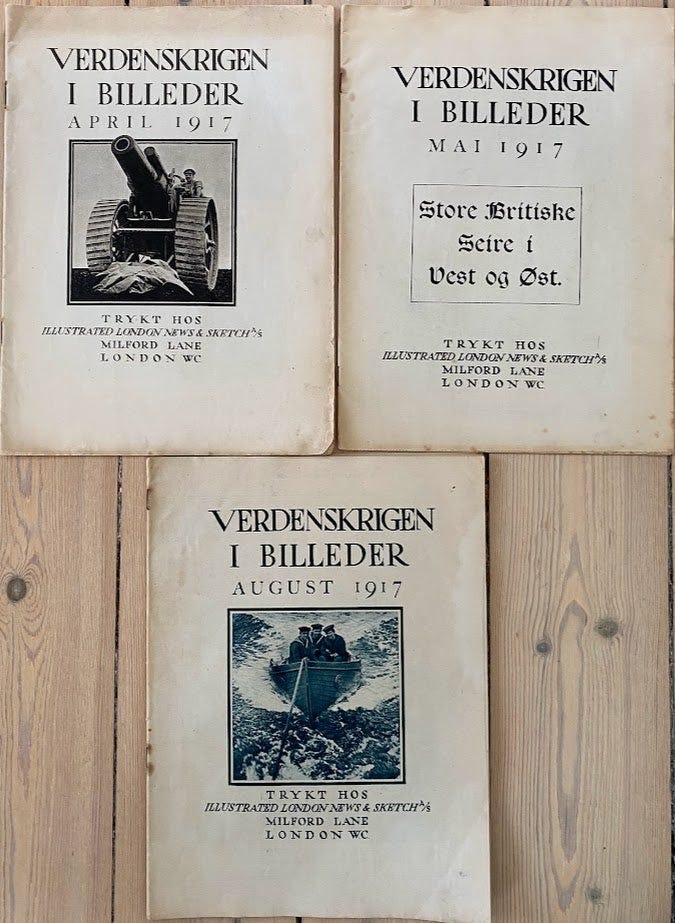 VERDENSKRIGEN
I BILLEDER
APRIL 1917
TRYKT HOS
ILLUSTRATED LONDON NEWS & SKETCH A/S
MILFORD LANE
LONDON WC
VERDENSKRIGEN
I BILLEDER
MAI 1917
Store Britiske
Seire i
Vest og Øst.
TRYKT HOS
ILLUSTRATED LONDON NEWS & SKETCH A/S
MILFORD LANE
LONDON WC
VERDENSKRIGEN
I BILLEDER
AUGUST 1917
TRYKT HOS
ILLUSTRATED LONDON NEWS & SKETCH A/S
MILFORD LANE
LONDON WC